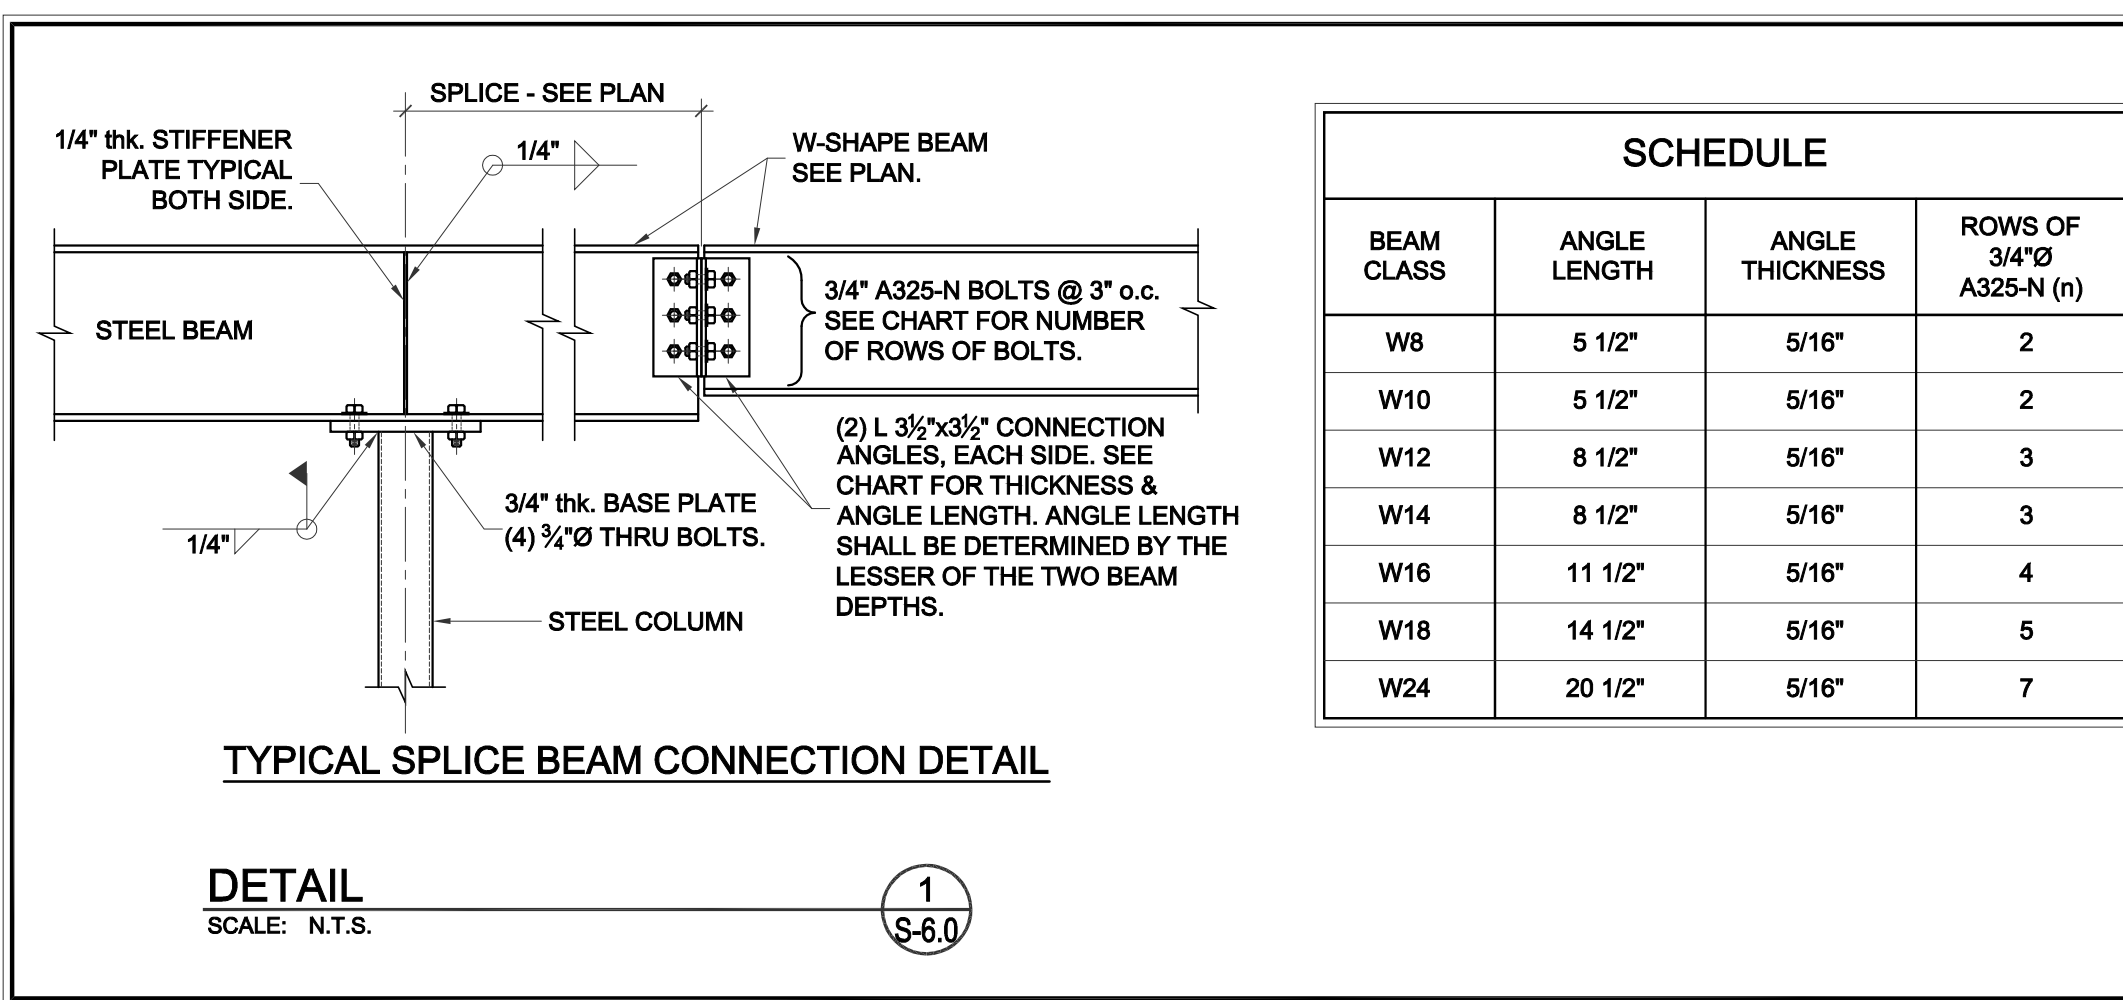 SPLICE - SEE PLAN
1/4" thk. STIFFENER
PLATE TYPICAL
BOTH SIDE.
1/4"
W-SHAPE BEAM
SEE PLAN.
STEEL BEAM
3/4" A325-N BOLTS @ 3" o.c.
SEE CHART FOR NUMBER
OF ROWS OF BOLTS.
(2) L 3½"x3½" CONNECTION
ANGLES, EACH SIDE. SEE
CHART FOR THICKNESS &
ANGLE LENGTH. ANGLE LENGTH
SHALL BE DETERMINED BY THE
LESSER OF THE TWO BEAM
DEPTHS.
3/4" thk. BASE PLATE
(4) ¾"Ø THRU BOLTS.
1/4"
STEEL COLUMN
TYPICAL SPLICE BEAM CONNECTION DETAIL
DETAIL
SCALE: N.T.S.
1
S-6.0
SCHEDULE
BEAM
CLASS
ANGLE
LENGTH
ANGLE
THICKNESS
ROWS OF
3/4"Ø
A325-N (n)
W8 5 1/2" 5/16" 2
W10 5 1/2" 5/16" 2
W12 8 1/2" 5/16" 3
W14 8 1/2" 5/16" 3
W16 11 1/2" 5/16" 4
W18 14 1/2" 5/16" 5
W24 20 1/2" 5/16" 7